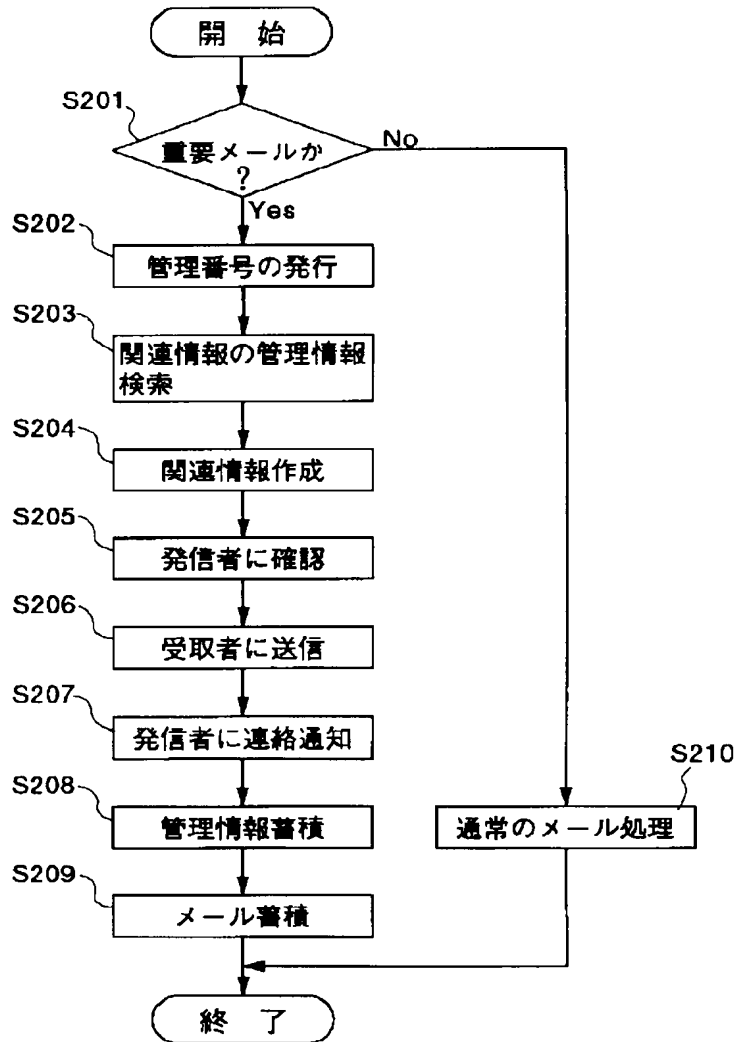 開 始
S201
重要メールか
?
No
Yes
S202
管理番号の発行
S203
関連情報の管理情報
検索
S204
関連情報作成
S205
発信者に確認
S206
受取者に送信
S207
発信者に連絡通知
S208
管理情報蓄積
S210
通常のメール処理
S209
メール蓄積
終 了